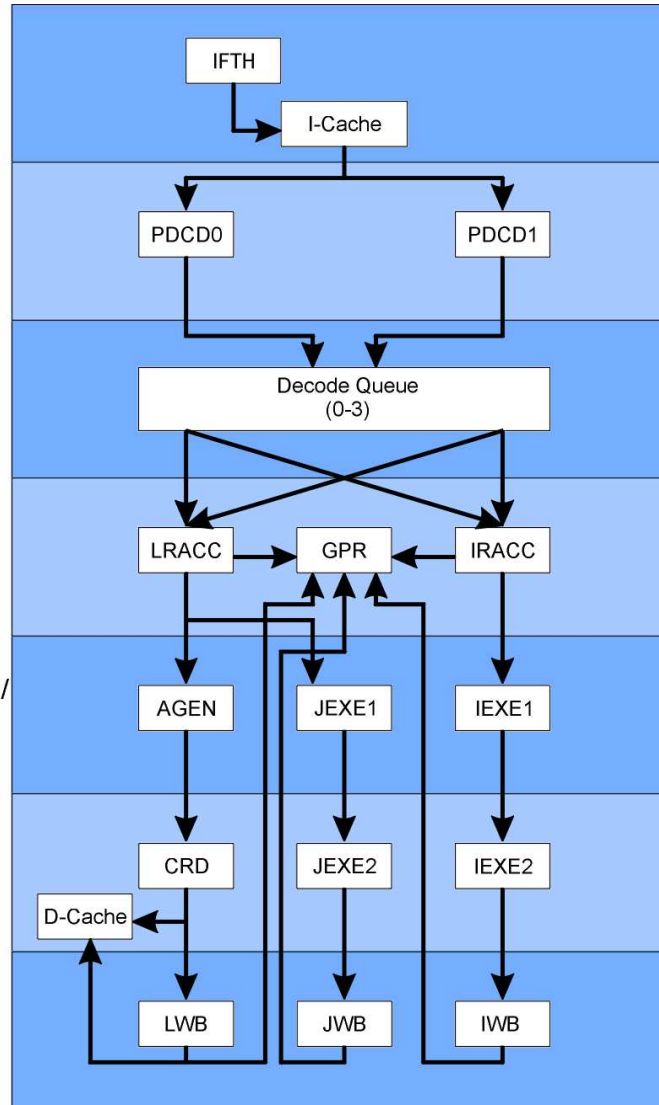 IFTH
I-Cache
PDCD0
PDCD1
Decode Queue
(0-3)
LRACC
GPR
IRACC
/
AGEN
JEXE1
IEXE1
CRD
JEXE2
IEXE2
D-Cache
LWB
JWB
IWB